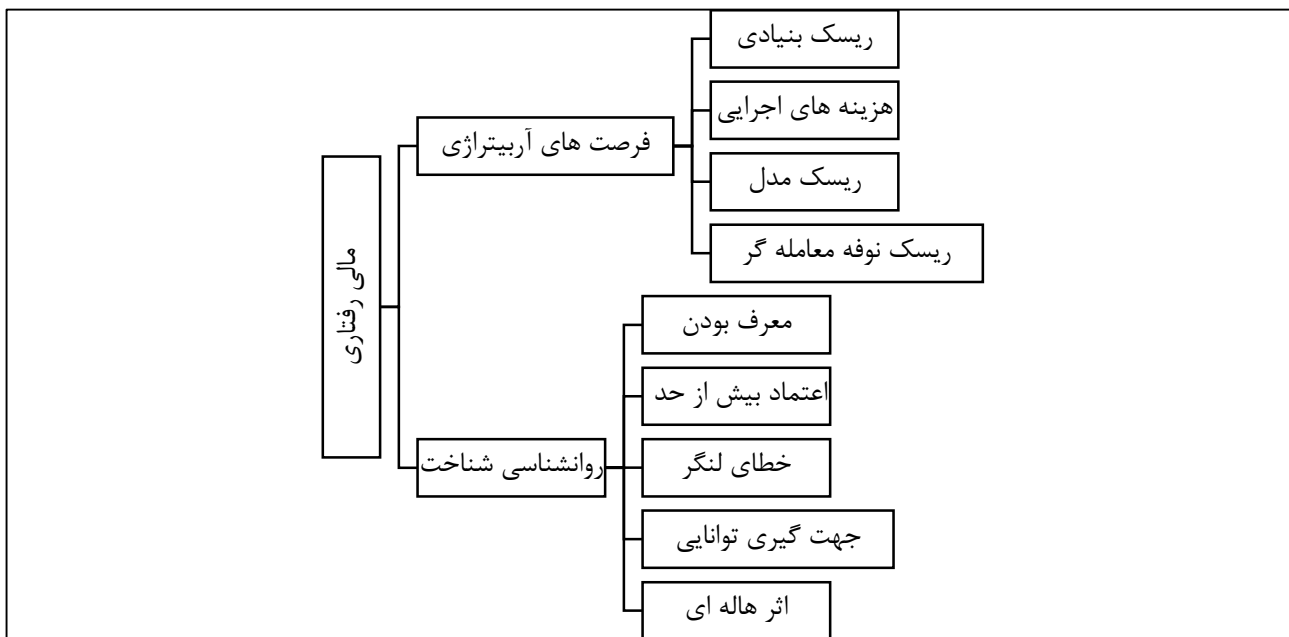 مالی رفتاری
فرصت های آربیتراژی
ریسک بنیادی
هزینه های اجرایی
ریسک مدل
ریسک نوفه معامله گر
روانشناسی شناخت
معرف بودن
اعتماد بیش از حد
خطای لنگر
جهت گیری توانایی
اثر هاله ای